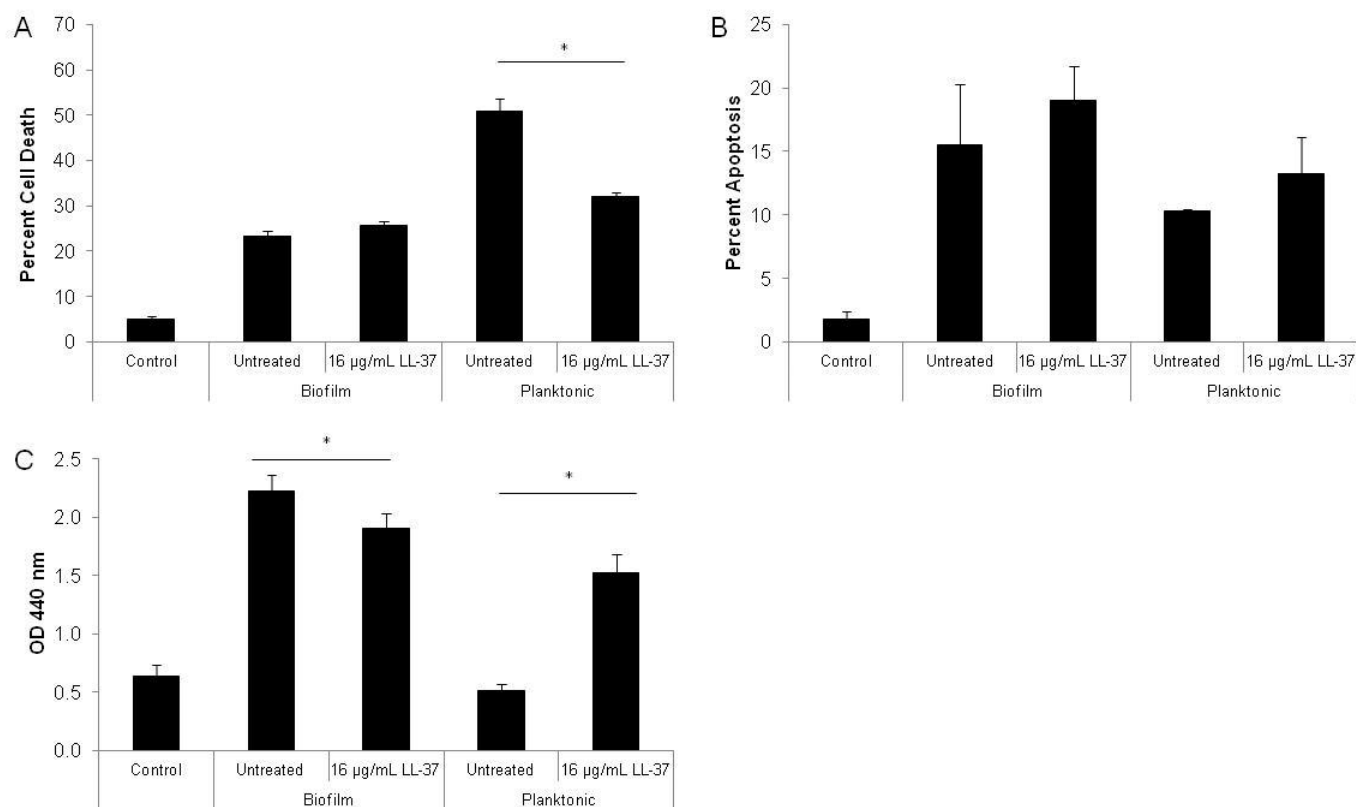 A
Percent Cell Death
70
60
50
40
30
20
10
0
*
Control
Untreated
16 µg/mL LL-37
Untreated
16 µg/mL LL-37
Biofilm
Planktonic
B
Percent Apoptosis
25
20
15
10
5
0
Control
Untreated
16 µg/mL LL-37
Untreated
16 µg/mL LL-37
Biofilm
Planktonic
C
OD 440 nm
2.5
2.0
1.5
1.0
0.5
0.0
*
*
Control
Untreated
16 µg/mL LL-37
Untreated
16 µg/mL LL-37
Biofilm
Planktonic